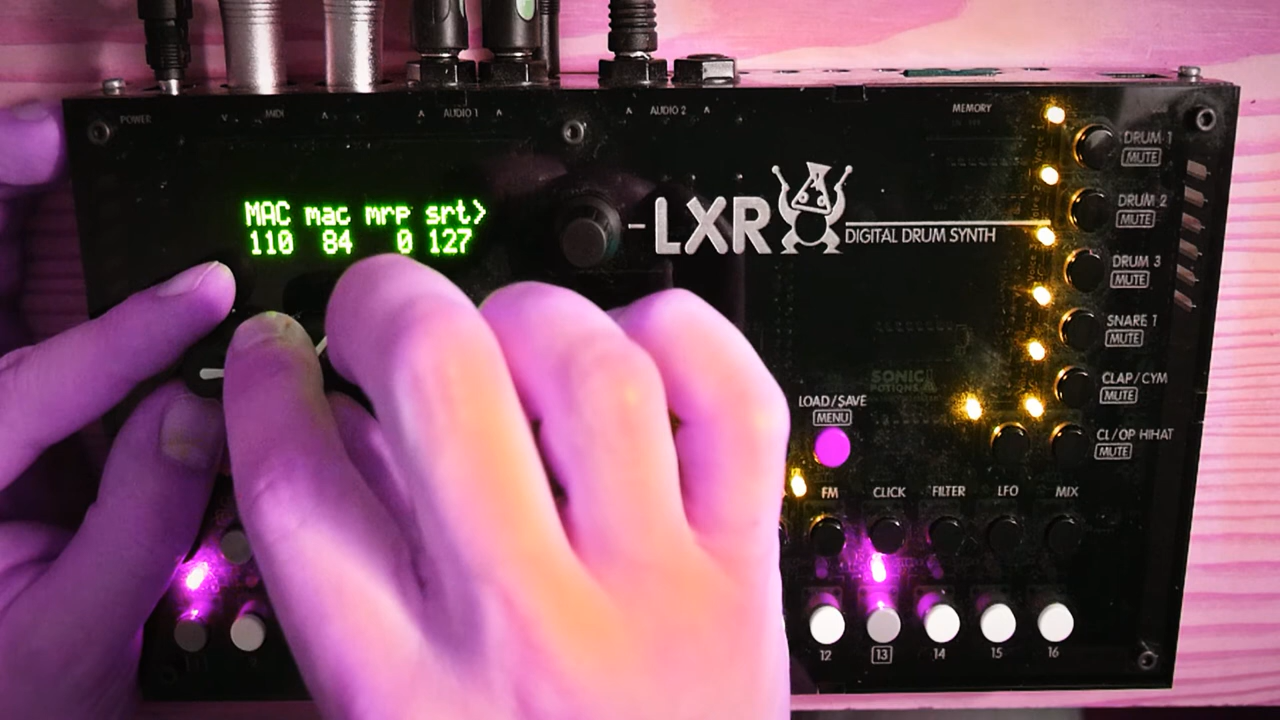 POWER
MIDI
AUDIO 1
AUDIO 2
MEMORY
MAC mac mrp srt>
110 84 0 127
LXR
DIGITAL DRUM SYNTH
DRUM 1
MUTE
DRUM 2
MUTE
DRUM 3
MUTE
SNARE 1
MUTE
CLAP/CYM
MUTE
CL/OP HIHAT
MUTE
SONIC
POTIONS
LOAD/SAVE
MENU
FM CLICK FILTER LFO MIX
12 13 14 15 16